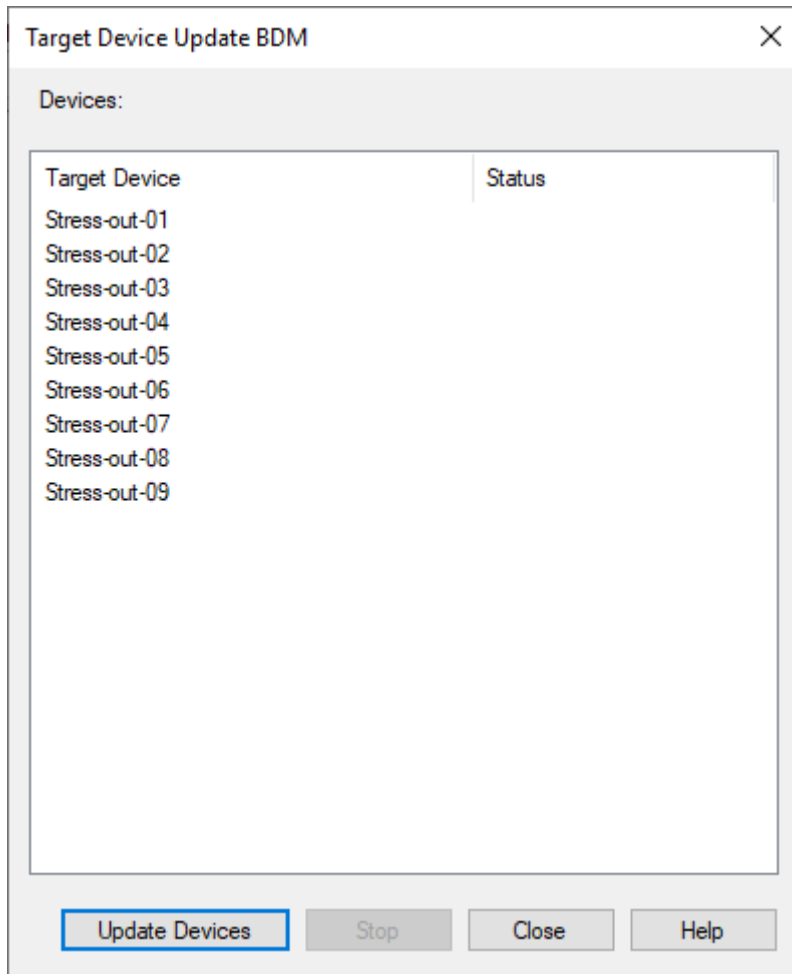 Target Device Update BDM
Devices:
Target Device Status
Stress-out-01
Stress-out-02
Stress-out-03
Stress-out-04
Stress-out-05
Stress-out-06
Stress-out-07
Stress-out-08
Stress-out-09
Update Devices Stop Close Help